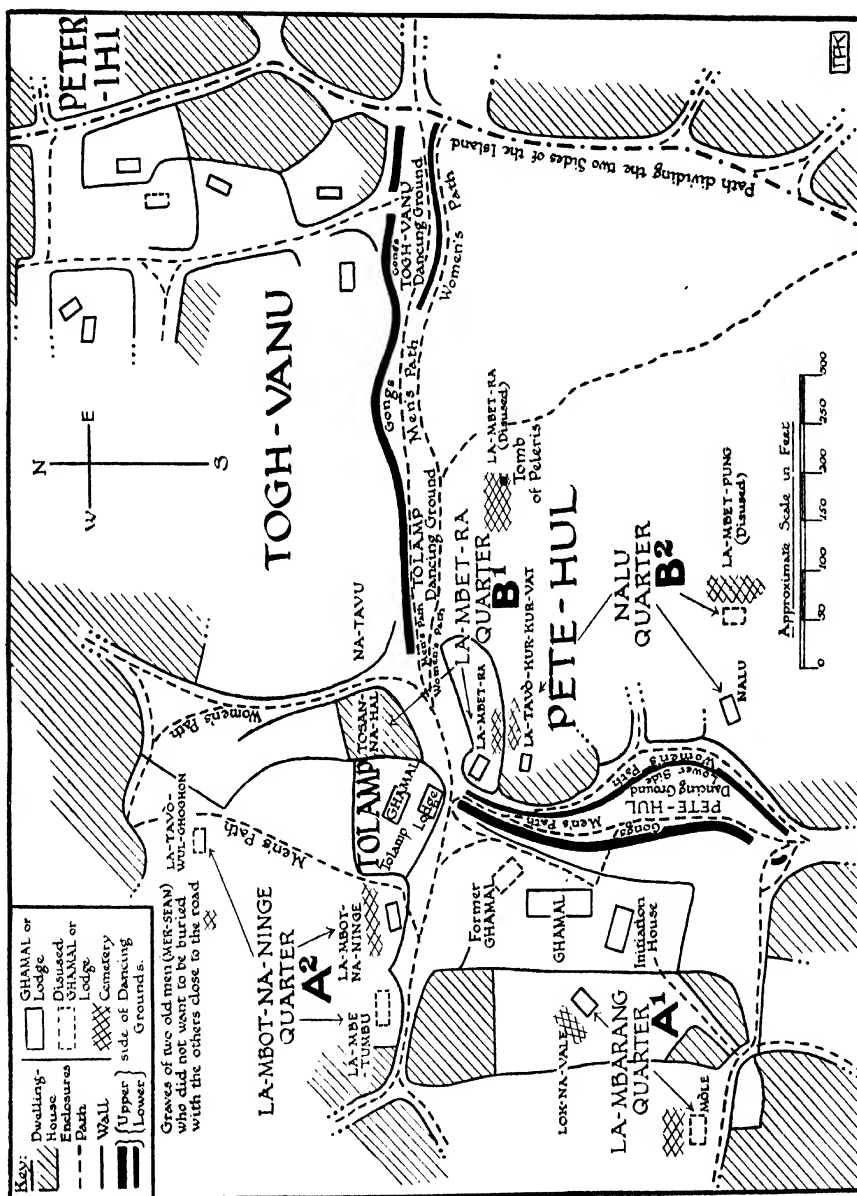 Key:
Dwelling-
House
Enclosures
Path
Wall
Upper
Lower
side of Dancing
Grounds.
GHAMAL or
Lodge
Disused
GHAMAL or
Lodge
Cemetery
Graves of two old men (MER-SEAN)
who did not want to be buried
with the others close to the road
N
W
E
S
PETER
-IHI
TOGH-VANU
Gongs
TOGH-VANU
Dancing Ground
Women's Path
Path dividing the two Sides of the Island
Gongs
Men's Path
TOLAMP
Dancing Ground
Men's Path
Women's Path
NA-TAVU
Women's Path
LA-TAVÒ-
WUL-GHOGHON
Men's Path
TOSAN-
NA-HAL
TOLAMP
GHAMAL
Tolamp
Lodge
LA-MBOT-NA-NINGE
QUARTER
A²
LA-MBOT-
NA-NINGE
LA-MBE
-TUMBU
LA-MBET-RA
QUARTER
B¹
LA-MBET-RA
(Disused)
Tomb
of Peleris
LA-MBET-RA
LA-TAVÒ-HUR-KUR-VAT
PETE-HUL
NALU
QUARTER
B²
LA-MBET-PUNG
(Disused)
NALU
Women's
Lower Side Path
PETE-HUL
Dancing Ground
Men's Path
Gongs
Former
GHAMAL
GHAMAL
Initiation
House
LOK-NA-VALE
LA-MBARANG
QUARTER
A¹
MÒLE
Approximate Scale in Feet
0
50
100
150
200
250
300